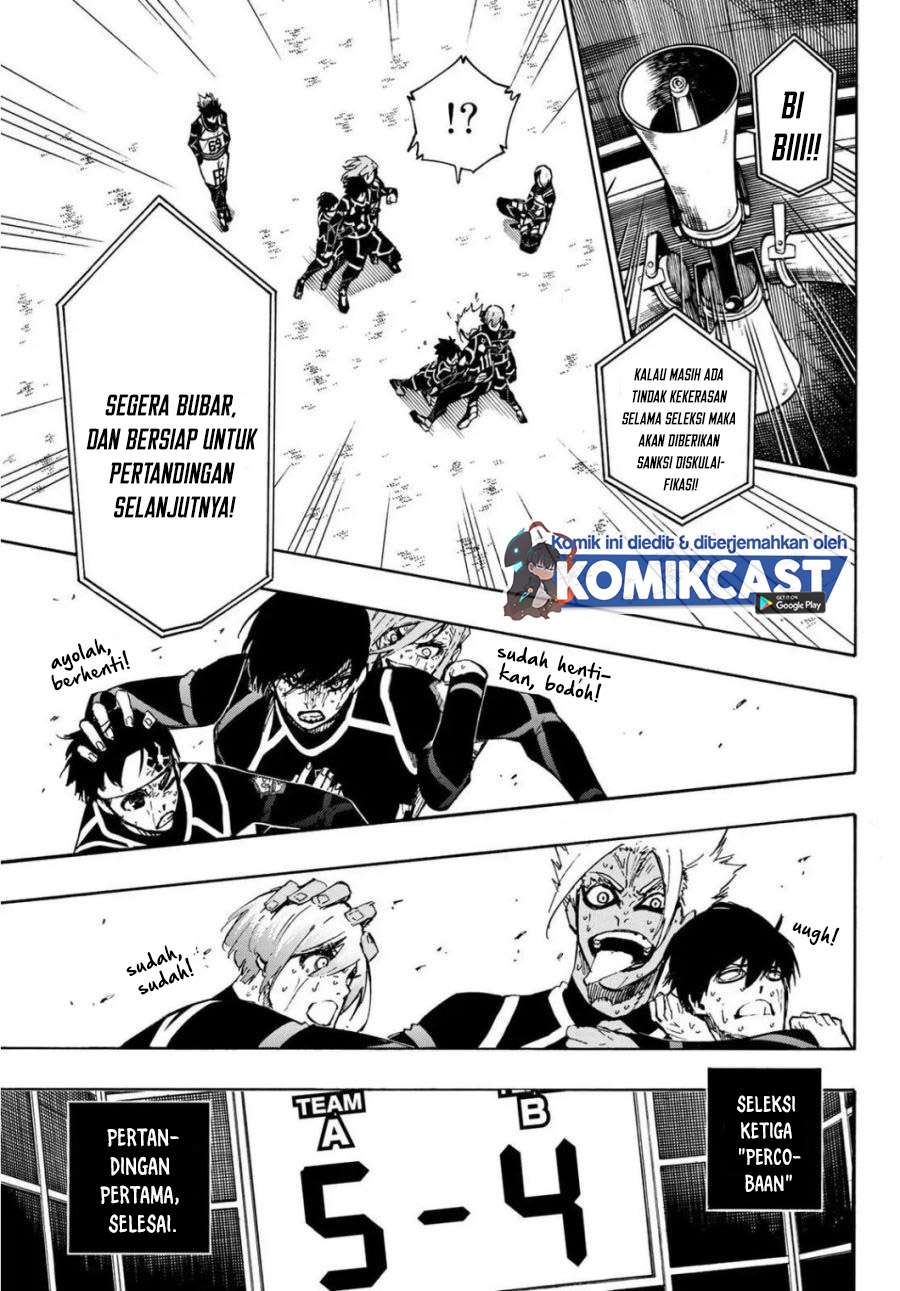 BI
BIII!!
!?
KALAU MASIH ADA
TINDAK KEKERASAN
SELAMA SELEKSI MAKA
AKAN DIBERIKAN
SANKSI DISKULAI-
FIKASI!!
SEGERA BUBAR,
DAN BERSIAP UNTUK
PERTANDINGAN
SELANJUTNYA!
69
Komik ini diedit & diterjemahkan oleh
KOMIKCAST
GET IT ON
Google Play
sudah henti-
kan, bodoh!
ayolah,
berhenti!
uugh!
sudah,
sudah!
SELEKSI
KETIGA
"PERCO-
BAAN"
TEAM
A
B
5 - 4
PERTAN-
DINGAN
PERTAMA,
SELESAI.